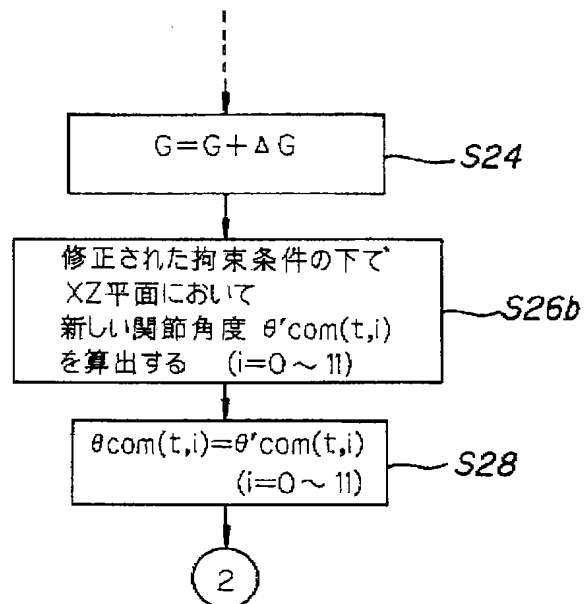 G=G+ΔG
S24
修正された拘束条件の下で
XZ平面において
新しい関節角度 θ'com(t,i)
を算出する (i=0～11)
S26b
θcom(t,i)=θ'com(t,i)
(i=0～11)
S28
2